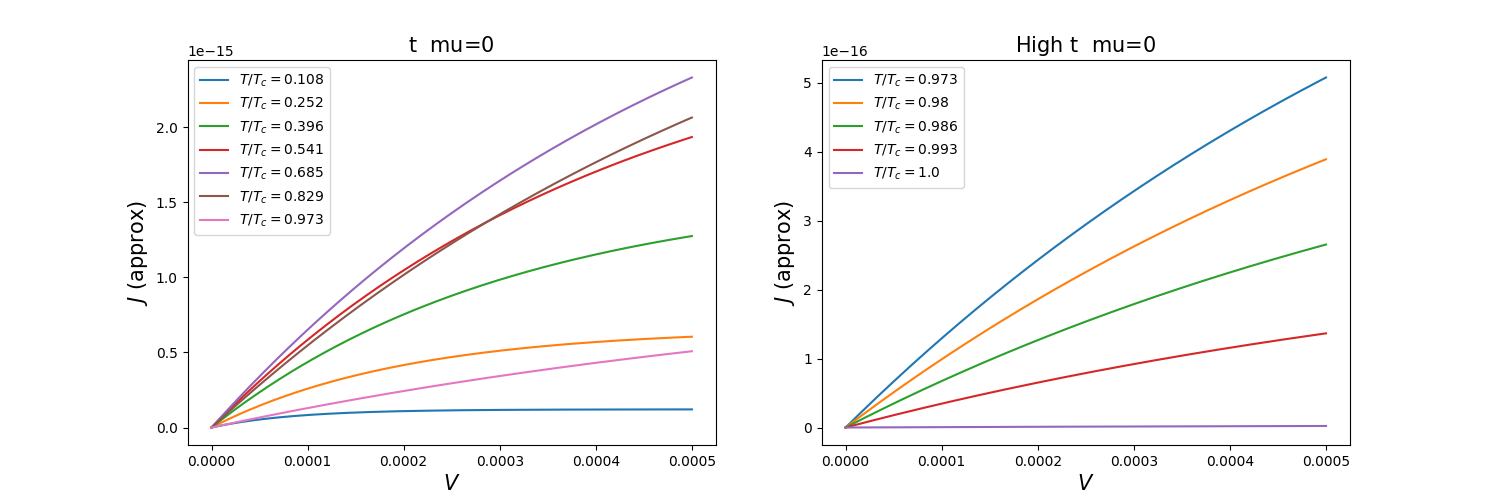 t  mu=0
1e−15
T/T_c = 0.108
T/T_c = 0.252
T/T_c = 0.396
T/T_c = 0.541
T/T_c = 0.685
T/T_c = 0.829
T/T_c = 0.973
2.0
1.5
1.0
0.5
0.0
J (approx)
0.0000 0.0001 0.0002 0.0003 0.0004 0.0005
V
High t  mu=0
1e−16
T/T_c = 0.973
T/T_c = 0.98
T/T_c = 0.986
T/T_c = 0.993
T/T_c = 1.0
5
4
3
2
1
0
J (approx)
0.0000 0.0001 0.0002 0.0003 0.0004 0.0005
V